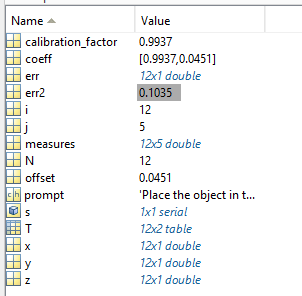 Name Value
calibration_factor 0.9937
coeff [0.9937,0.0451]
err 12x1 double
err2 0.1035
i 12
j 5
measures 12x5 double
N 12
offset 0.0451
ch prompt 'Place the object in t...
s 1x1 serial
T 12x2 table
x 12x1 double
y 12x1 double
z 12x1 double